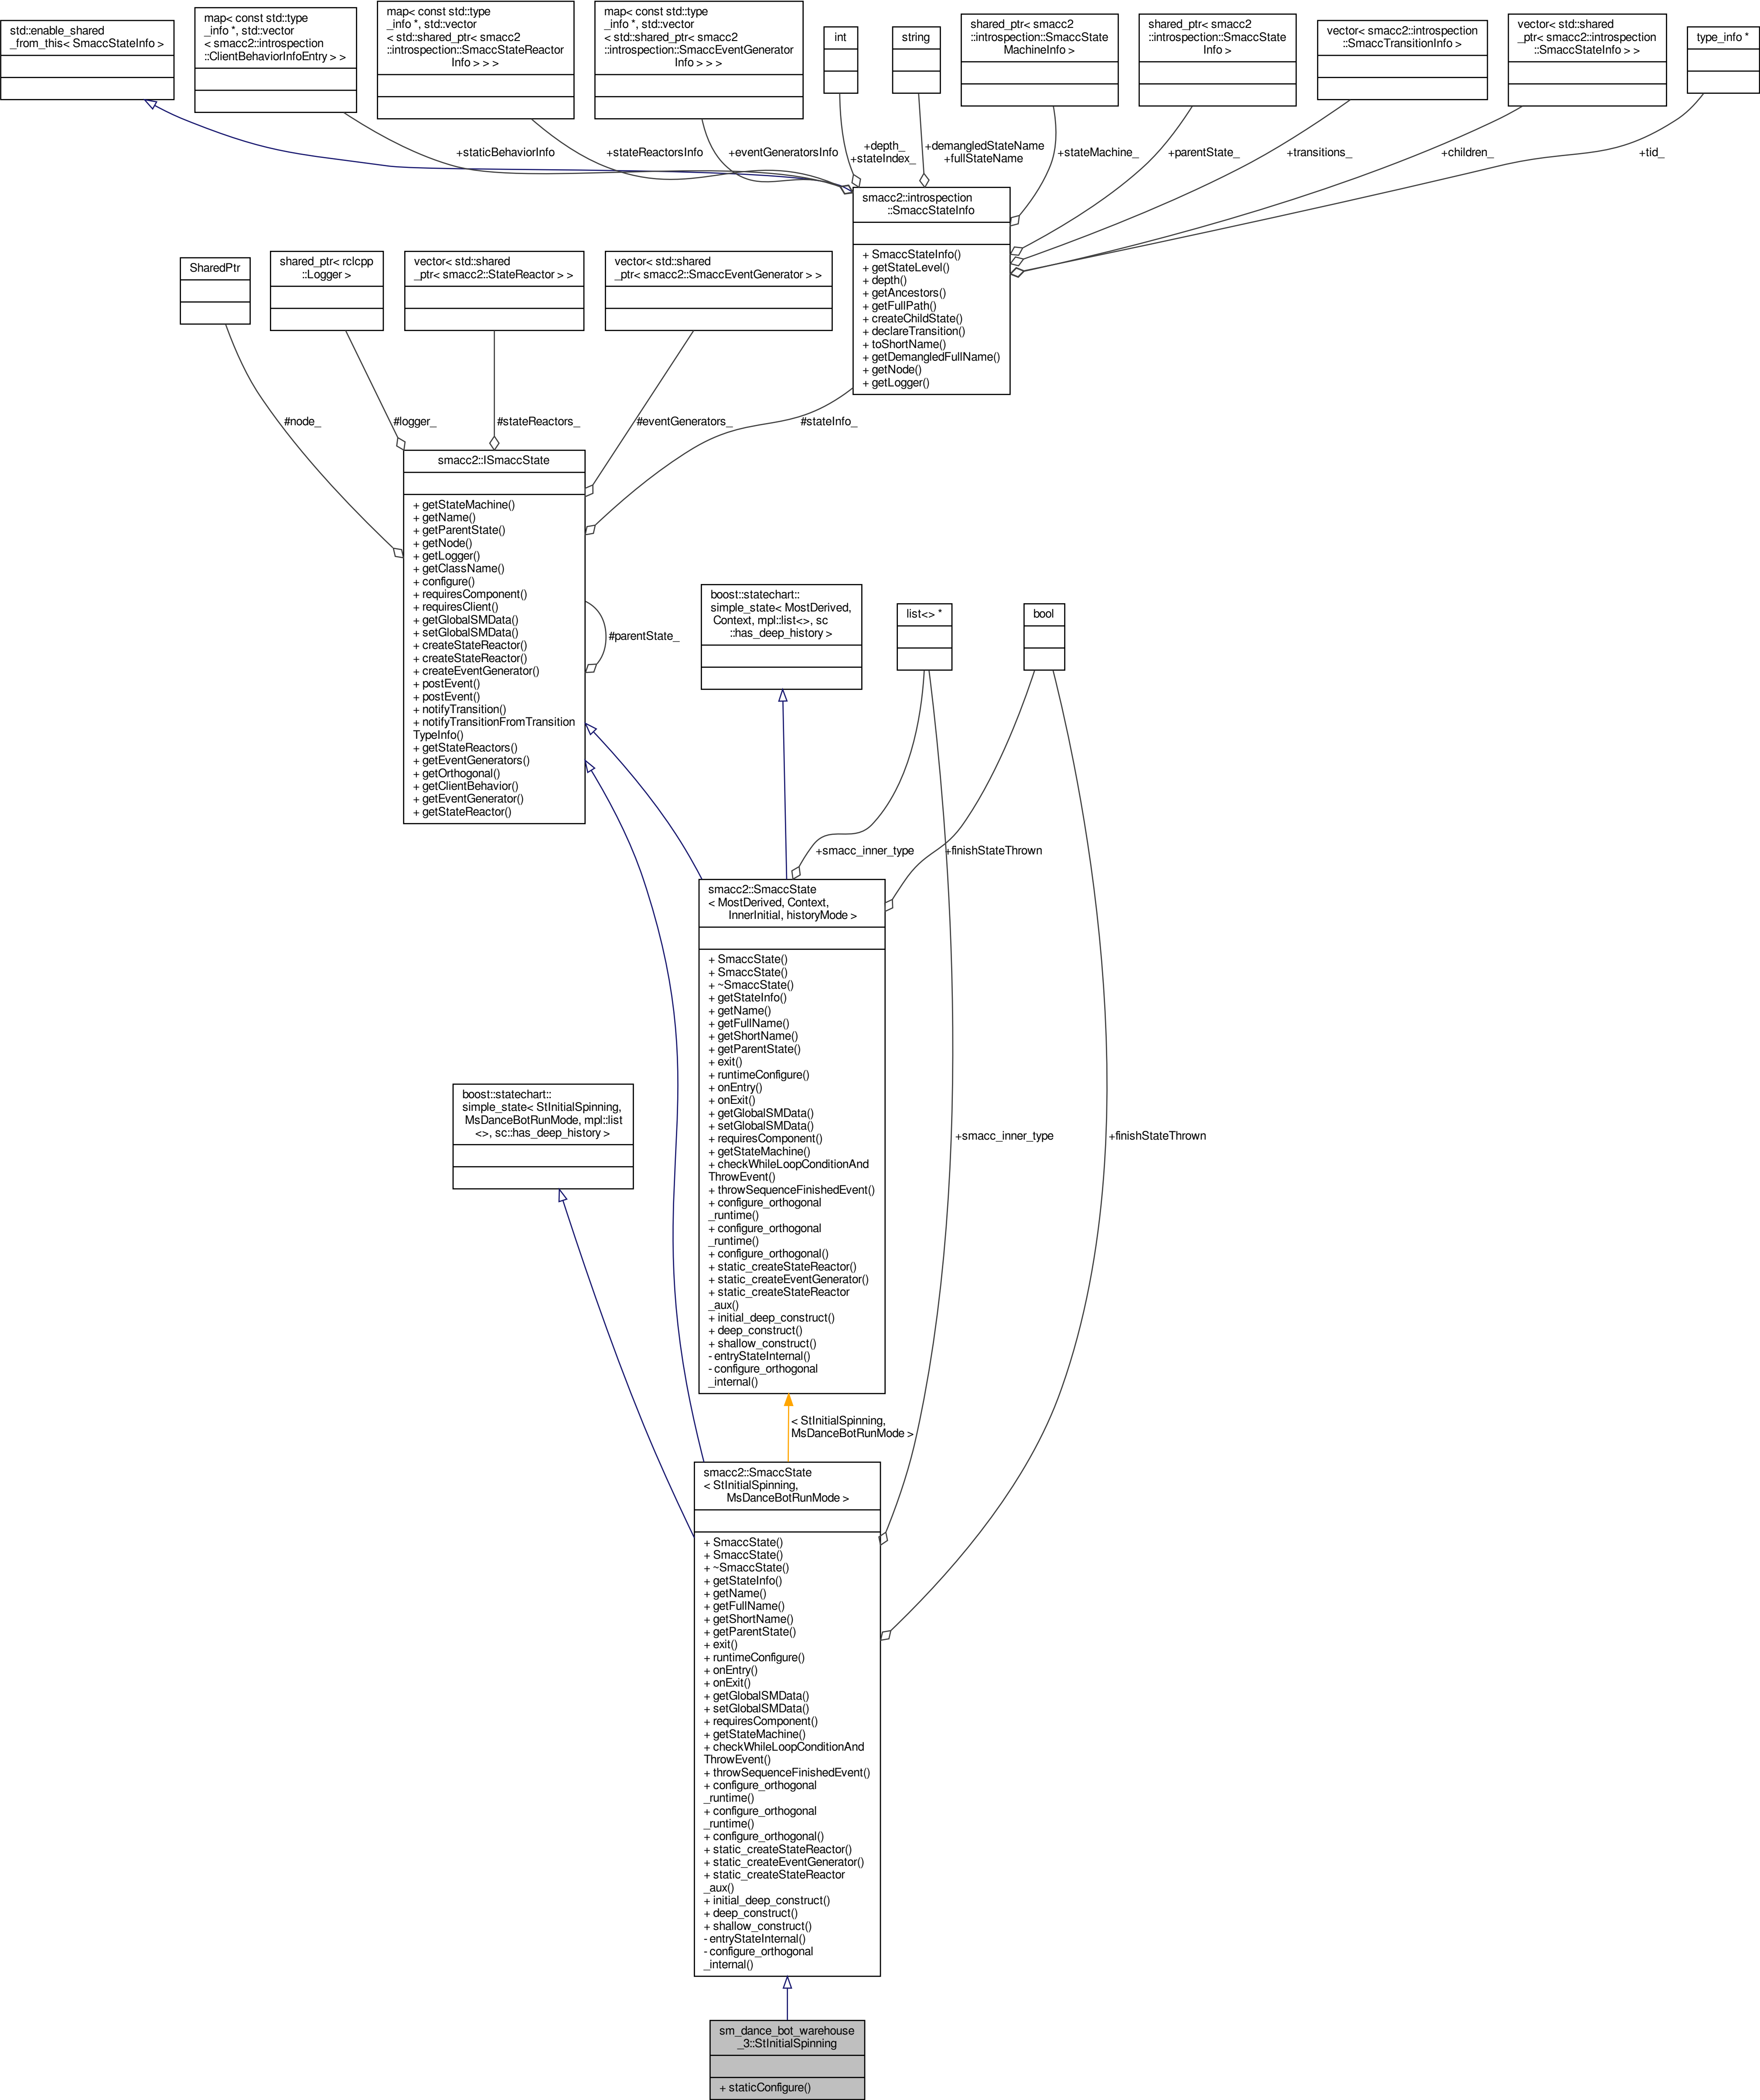 std::enable_shared
_from_this< SmaccStateInfo >
map< const std::type
_info *, std::vector
< smacc2::introspection
::ClientBehaviorInfoEntry > >
map< const std::type
_info *, std::vector
< std::shared_ptr< smacc2
::introspection::SmaccStateReactor
Info > > >
map< const std::type
_info *, std::vector
< std::shared_ptr< smacc2
::introspection::SmaccEventGenerator
Info > > >
int
string
shared_ptr< smacc2
::introspection::SmaccState
MachineInfo >
shared_ptr< smacc2
::introspection::SmaccState
Info >
vector< smacc2::introspection
::SmaccTransitionInfo >
vector< std::shared
_ptr< smacc2::introspection
::SmaccStateInfo > >
type_info *
+staticBehaviorInfo
+stateReactorsInfo
+eventGeneratorsInfo
+depth_
+stateIndex_
+demangledStateName
+fullStateName
+stateMachine_
+parentState_
+transitions_
+children_
+tid_
smacc2::introspection
::SmaccStateInfo
+ SmaccStateInfo()
+ getStateLevel()
+ depth()
+ getAncestors()
+ getFullPath()
+ createChildState()
+ declareTransition()
+ toShortName()
+ getDemangledFullName()
+ getNode()
+ getLogger()
SharedPtr
shared_ptr< rclcpp
::Logger >
vector< std::shared
_ptr< smacc2::StateReactor > >
vector< std::shared
_ptr< smacc2::SmaccEventGenerator > >
#node_
#logger_
#stateReactors_
#eventGenerators_
#stateInfo_
smacc2::ISmaccState
+ getStateMachine()
+ getName()
+ getParentState()
+ getNode()
+ getLogger()
+ getClassName()
+ configure()
+ requiresComponent()
+ requiresClient()
+ getGlobalSMData()
+ setGlobalSMData()
+ createStateReactor()
+ createStateReactor()
+ createEventGenerator()
+ postEvent()
+ postEvent()
+ notifyTransition()
+ notifyTransitionFromTransition
TypeInfo()
+ getStateReactors()
+ getEventGenerators()
+ getOrthogonal()
+ getClientBehavior()
+ getEventGenerator()
+ getStateReactor()
#parentState_
boost::statechart::
simple_state< MostDerived,
Context, mpl::list<>, sc
::has_deep_history >
list<> *
bool
+smacc_inner_type
+finishStateThrown
smacc2::SmaccState
< MostDerived, Context,
InnerInitial, historyMode >
+ SmaccState()
+ SmaccState()
+ ~SmaccState()
+ getStateInfo()
+ getName()
+ getFullName()
+ getShortName()
+ getParentState()
+ exit()
+ runtimeConfigure()
+ onEntry()
+ onExit()
+ getGlobalSMData()
+ setGlobalSMData()
+ requiresComponent()
+ getStateMachine()
+ checkWhileLoopConditionAnd
ThrowEvent()
+ throwSequenceFinishedEvent()
+ configure_orthogonal
_runtime()
+ configure_orthogonal
_runtime()
+ configure_orthogonal()
+ static_createStateReactor()
+ static_createEventGenerator()
+ static_createStateReactor
_aux()
+ initial_deep_construct()
+ deep_construct()
+ shallow_construct()
- entryStateInternal()
- configure_orthogonal
_internal()
boost::statechart::
simple_state< StInitialSpinning,
MsDanceBotRunMode, mpl::list
<>, sc::has_deep_history >
+smacc_inner_type
+finishStateThrown
< StInitialSpinning,
MsDanceBotRunMode >
smacc2::SmaccState
< StInitialSpinning,
MsDanceBotRunMode >
+ SmaccState()
+ SmaccState()
+ ~SmaccState()
+ getStateInfo()
+ getName()
+ getFullName()
+ getShortName()
+ getParentState()
+ exit()
+ runtimeConfigure()
+ onEntry()
+ onExit()
+ getGlobalSMData()
+ setGlobalSMData()
+ requiresComponent()
+ getStateMachine()
+ checkWhileLoopConditionAnd
ThrowEvent()
+ throwSequenceFinishedEvent()
+ configure_orthogonal
_runtime()
+ configure_orthogonal
_runtime()
+ configure_orthogonal()
+ static_createStateReactor()
+ static_createEventGenerator()
+ static_createStateReactor
_aux()
+ initial_deep_construct()
+ deep_construct()
+ shallow_construct()
- entryStateInternal()
- configure_orthogonal
_internal()
sm_dance_bot_warehouse
_3::StInitialSpinning
+ staticConfigure()